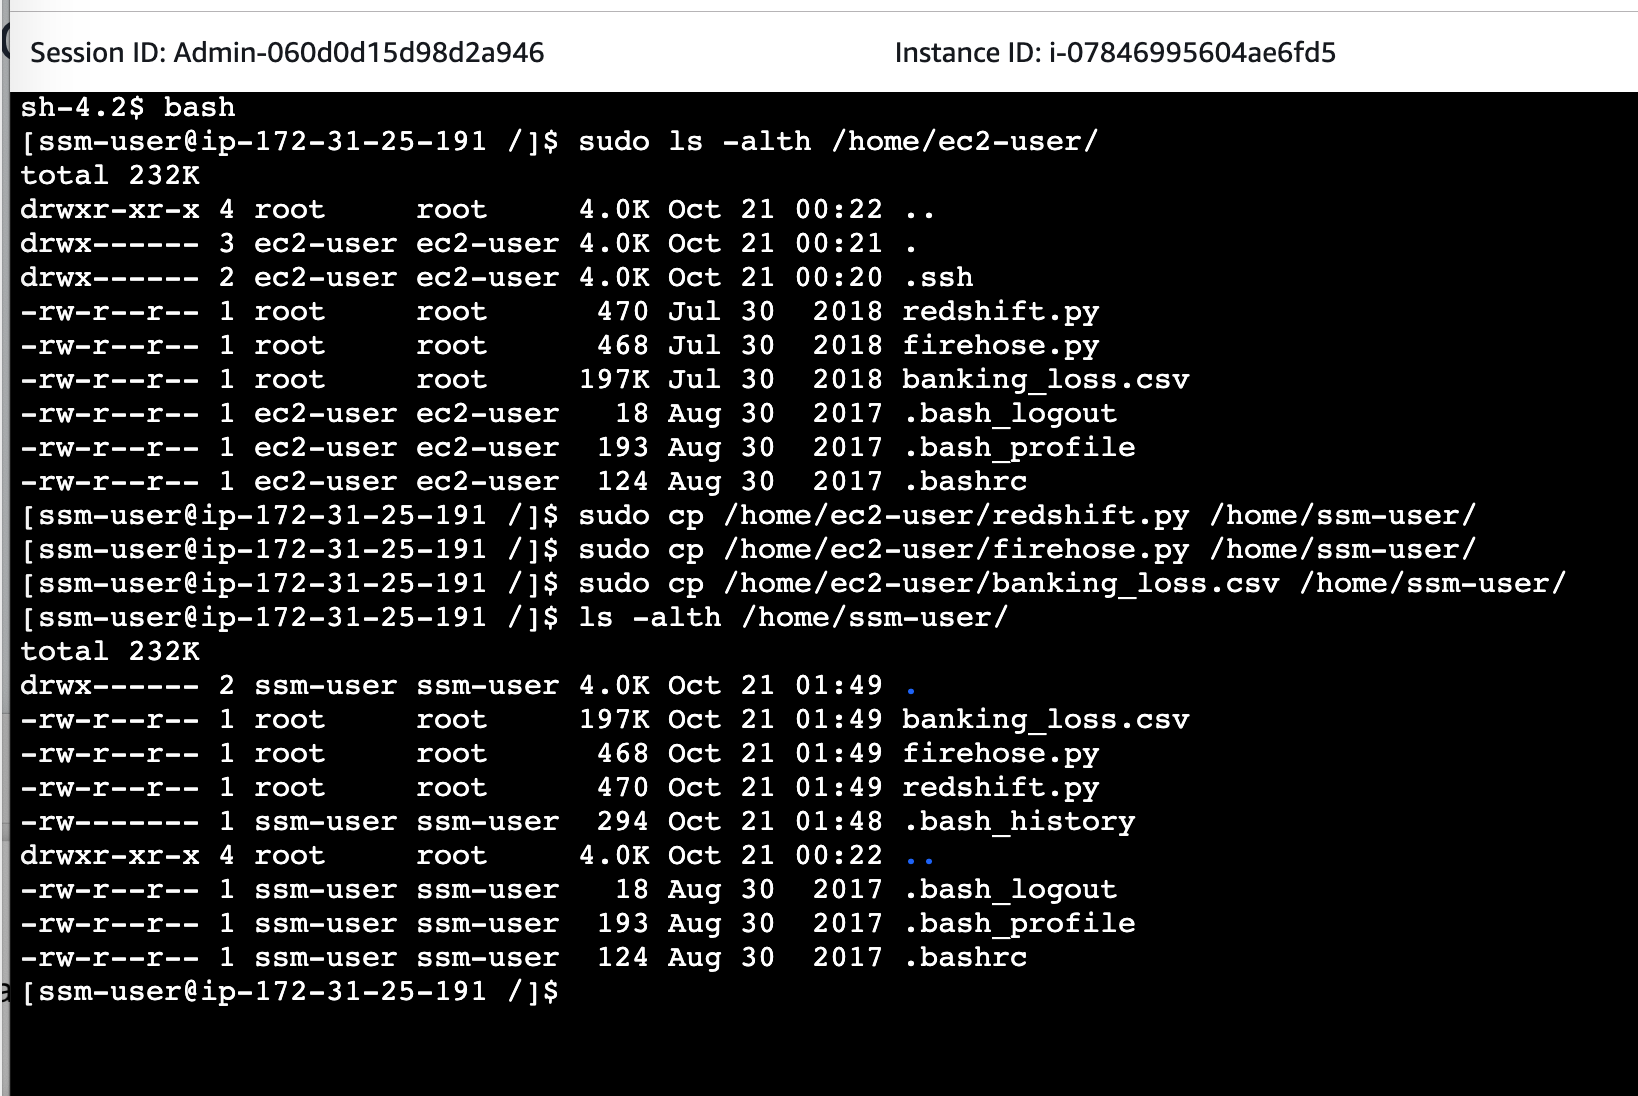 Session ID: Admin-060d0d15d98d2a946 Instance ID: i-07846995604ae6fd5
sh-4.2$ bash
[ssm-user@ip-172-31-25-191 /]$ sudo ls -alth /home/ec2-user/
total 232K
drwxr-xr-x 4 root     root     4.0K Oct 21 00:22 ..
drwx------ 3 ec2-user ec2-user 4.0K Oct 21 00:21 .
drwx------ 2 ec2-user ec2-user 4.0K Oct 21 00:20 .ssh
-rw-r--r-- 1 root     root      470 Jul 30  2018 redshift.py
-rw-r--r-- 1 root     root      468 Jul 30  2018 firehose.py
-rw-r--r-- 1 root     root     197K Jul 30  2018 banking_loss.csv
-rw-r--r-- 1 ec2-user ec2-user   18 Aug 30  2017 .bash_logout
-rw-r--r-- 1 ec2-user ec2-user  193 Aug 30  2017 .bash_profile
-rw-r--r-- 1 ec2-user ec2-user  124 Aug 30  2017 .bashrc
[ssm-user@ip-172-31-25-191 /]$ sudo cp /home/ec2-user/redshift.py /home/ssm-user/
[ssm-user@ip-172-31-25-191 /]$ sudo cp /home/ec2-user/firehose.py /home/ssm-user/
[ssm-user@ip-172-31-25-191 /]$ sudo cp /home/ec2-user/banking_loss.csv /home/ssm-user/
[ssm-user@ip-172-31-25-191 /]$ ls -alth /home/ssm-user/
total 232K
drwx------ 2 ssm-user ssm-user 4.0K Oct 21 01:49 .
-rw-r--r-- 1 root     root     197K Oct 21 01:49 banking_loss.csv
-rw-r--r-- 1 root     root      468 Oct 21 01:49 firehose.py
-rw-r--r-- 1 root     root      470 Oct 21 01:49 redshift.py
-rw------- 1 ssm-user ssm-user  294 Oct 21 01:48 .bash_history
drwxr-xr-x 4 root     root     4.0K Oct 21 00:22 ..
-rw-r--r-- 1 ssm-user ssm-user   18 Aug 30  2017 .bash_logout
-rw-r--r-- 1 ssm-user ssm-user  193 Aug 30  2017 .bash_profile
-rw-r--r-- 1 ssm-user ssm-user  124 Aug 30  2017 .bashrc
[ssm-user@ip-172-31-25-191 /]$